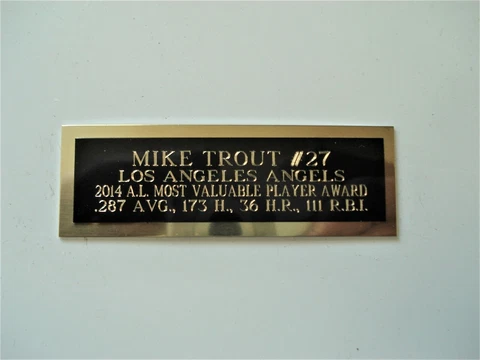 MIKE TROUT #27
LOS ANGELES ANGELS
2014 A.L. MOST VALUABLE PLAYER AWARD
.287 AVG., 173 H., 36 H.R., 111 R.B.I.